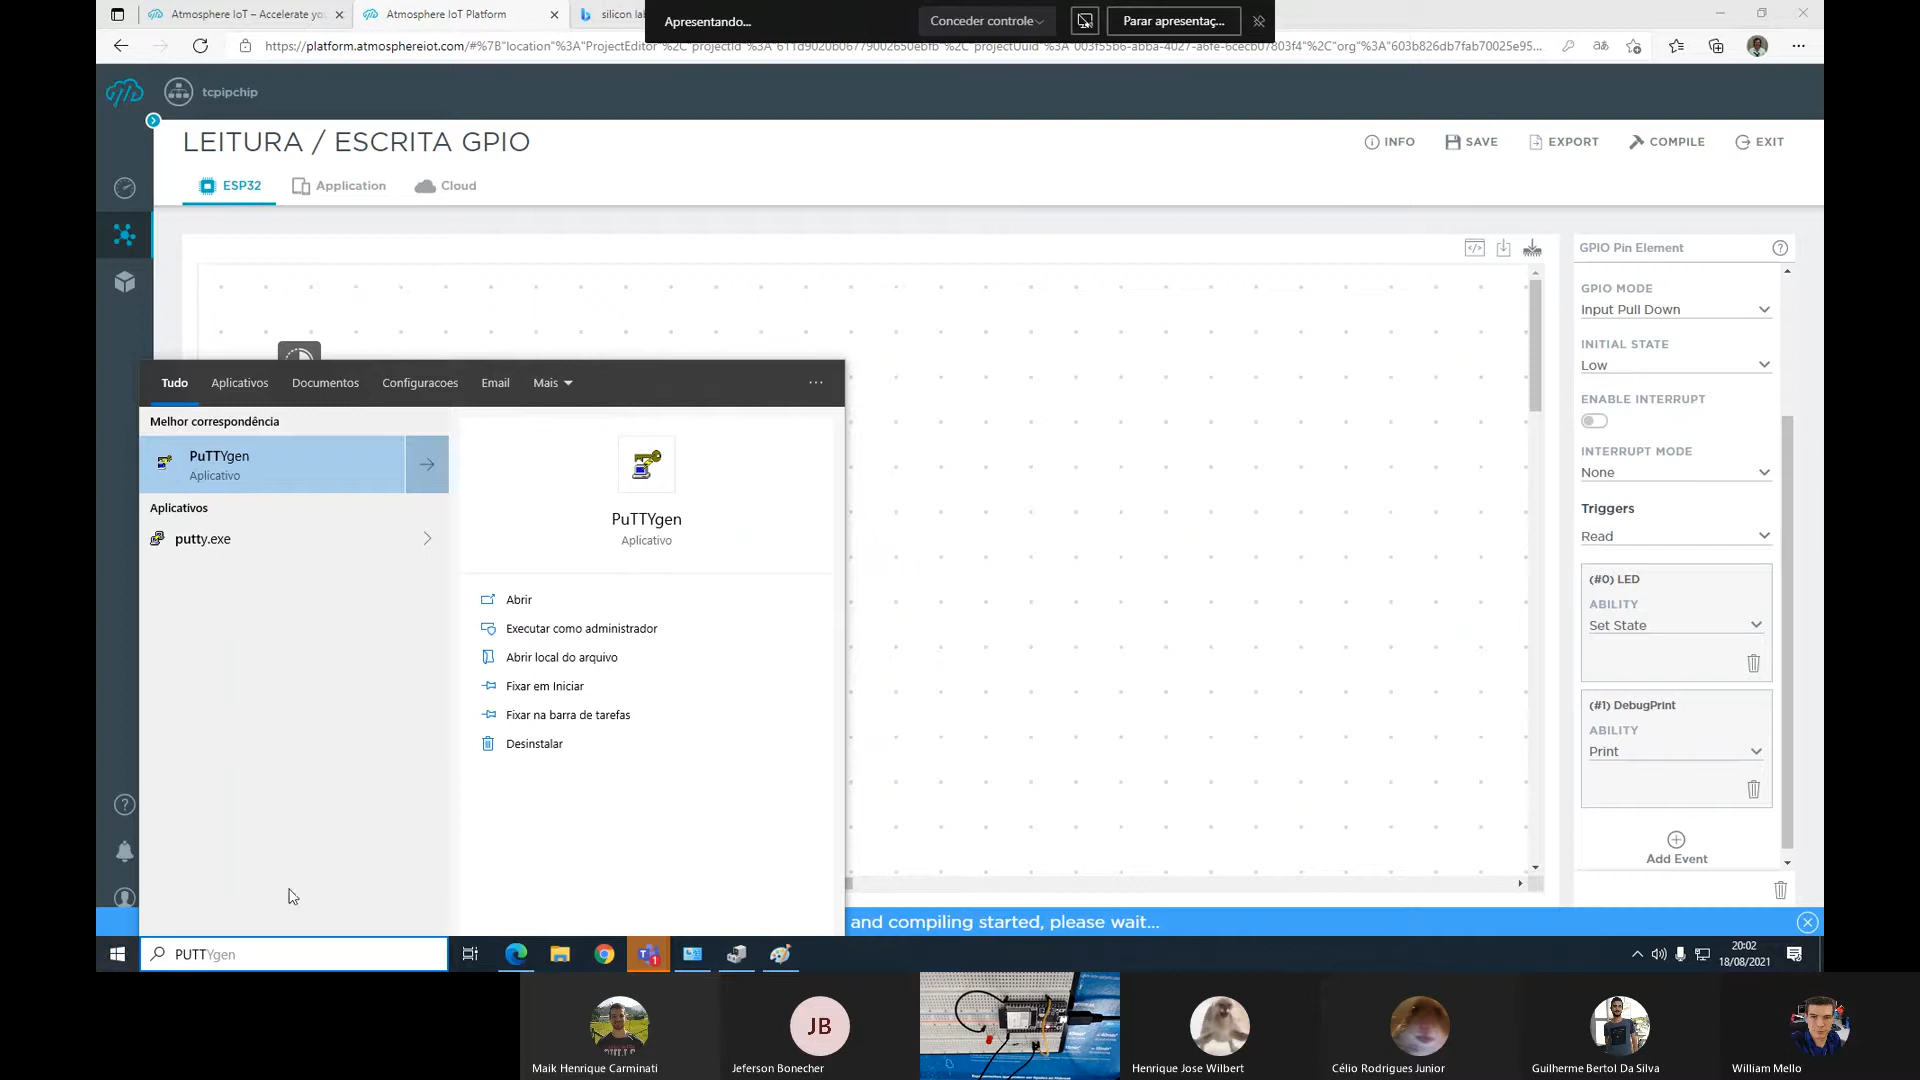 Atmosphere IoT – Accelerate yo
Atmosphere IoT Platform
silicon la
Apresentando...
Conceder controle
Parar apresentaç...
tcpipchip
LEITURA / ESCRITA GPIO
INFO
SAVE
EXPORT
COMPILE
EXIT
ESP32
Application
Cloud
GPIO Pin Element
GPIO MODE
Input Pull Down
INITIAL STATE
Low
ENABLE INTERRUPT
INTERRUPT MODE
None
Triggers
Read
(#0) LED
ABILITY
Set State
(#1) DebugPrint
ABILITY
Print
Add Event
Tudo
Aplicativos
Documentos
Configuracoes
Email
Mais
Melhor correspondência
PuTTYgen
Aplicativo
Aplicativos
putty.exe
PuTTYgen
Aplicativo
Abrir
Executar como administrador
Abrir local do arquivo
Fixar em Iniciar
Fixar na barra de tarefas
Desinstalar
and compiling started, please wait...
PUTTYgen
20:02
18/08/2021
Maik Henrique Carminati
JB
Jeferson Bonecher
Henrique Jose Wilbert
Célio Rodrigues Junior
Guilherme Bertol Da Silva
William Mello